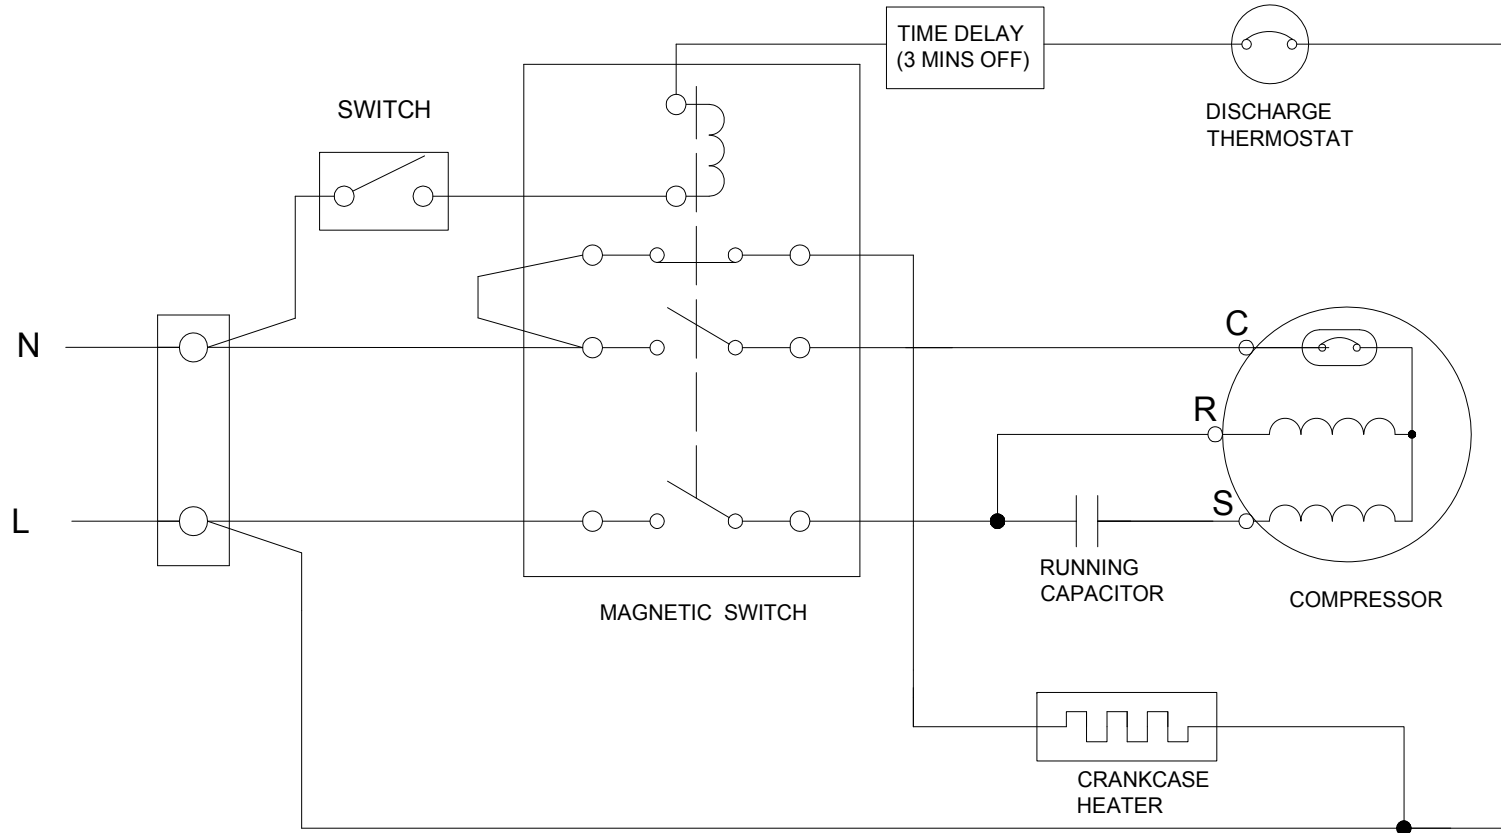 TIME DELAY
(3 MINS OFF)
DISCHARGE
THERMOSTAT
SWITCH
N
C
R
L
S
RUNNING
CAPACITOR
COMPRESSOR
MAGNETIC SWITCH
CRANKCASE
HEATER